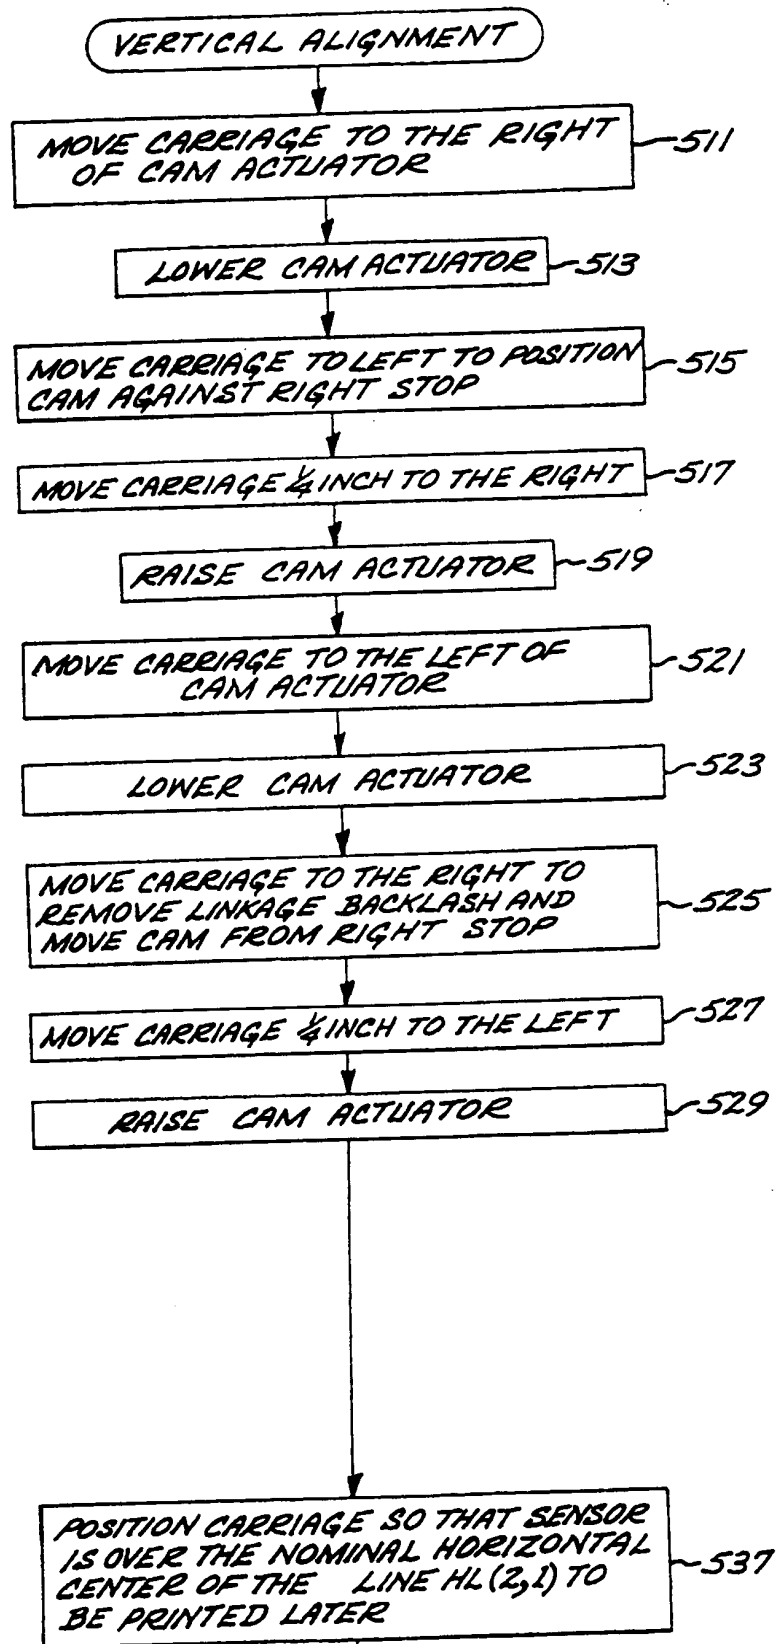 VERTICAL ALIGNMENT
MOVE CARRIAGE TO THE RIGHT
OF CAM ACTUATOR
511
LOWER CAM ACTUATOR
513
MOVE CARRIAGE TO LEFT TO POSITION
CAM AGAINST RIGHT STOP
515
MOVE CARRIAGE 1/4 INCH TO THE RIGHT
517
RAISE CAM ACTUATOR
519
MOVE CARRIAGE TO THE LEFT OF
CAM ACTUATOR
521
LOWER CAM ACTUATOR
523
MOVE CARRIAGE TO THE RIGHT TO
REMOVE LINKAGE BACKLASH AND
MOVE CAM FROM RIGHT STOP
525
MOVE CARRIAGE 1/4 INCH TO THE LEFT
527
RAISE CAM ACTUATOR
529
POSITION CARRIAGE SO THAT SENSOR
IS OVER THE NOMINAL HORIZONTAL
CENTER OF THE LINE HL(2,1) TO
BE PRINTED LATER
537